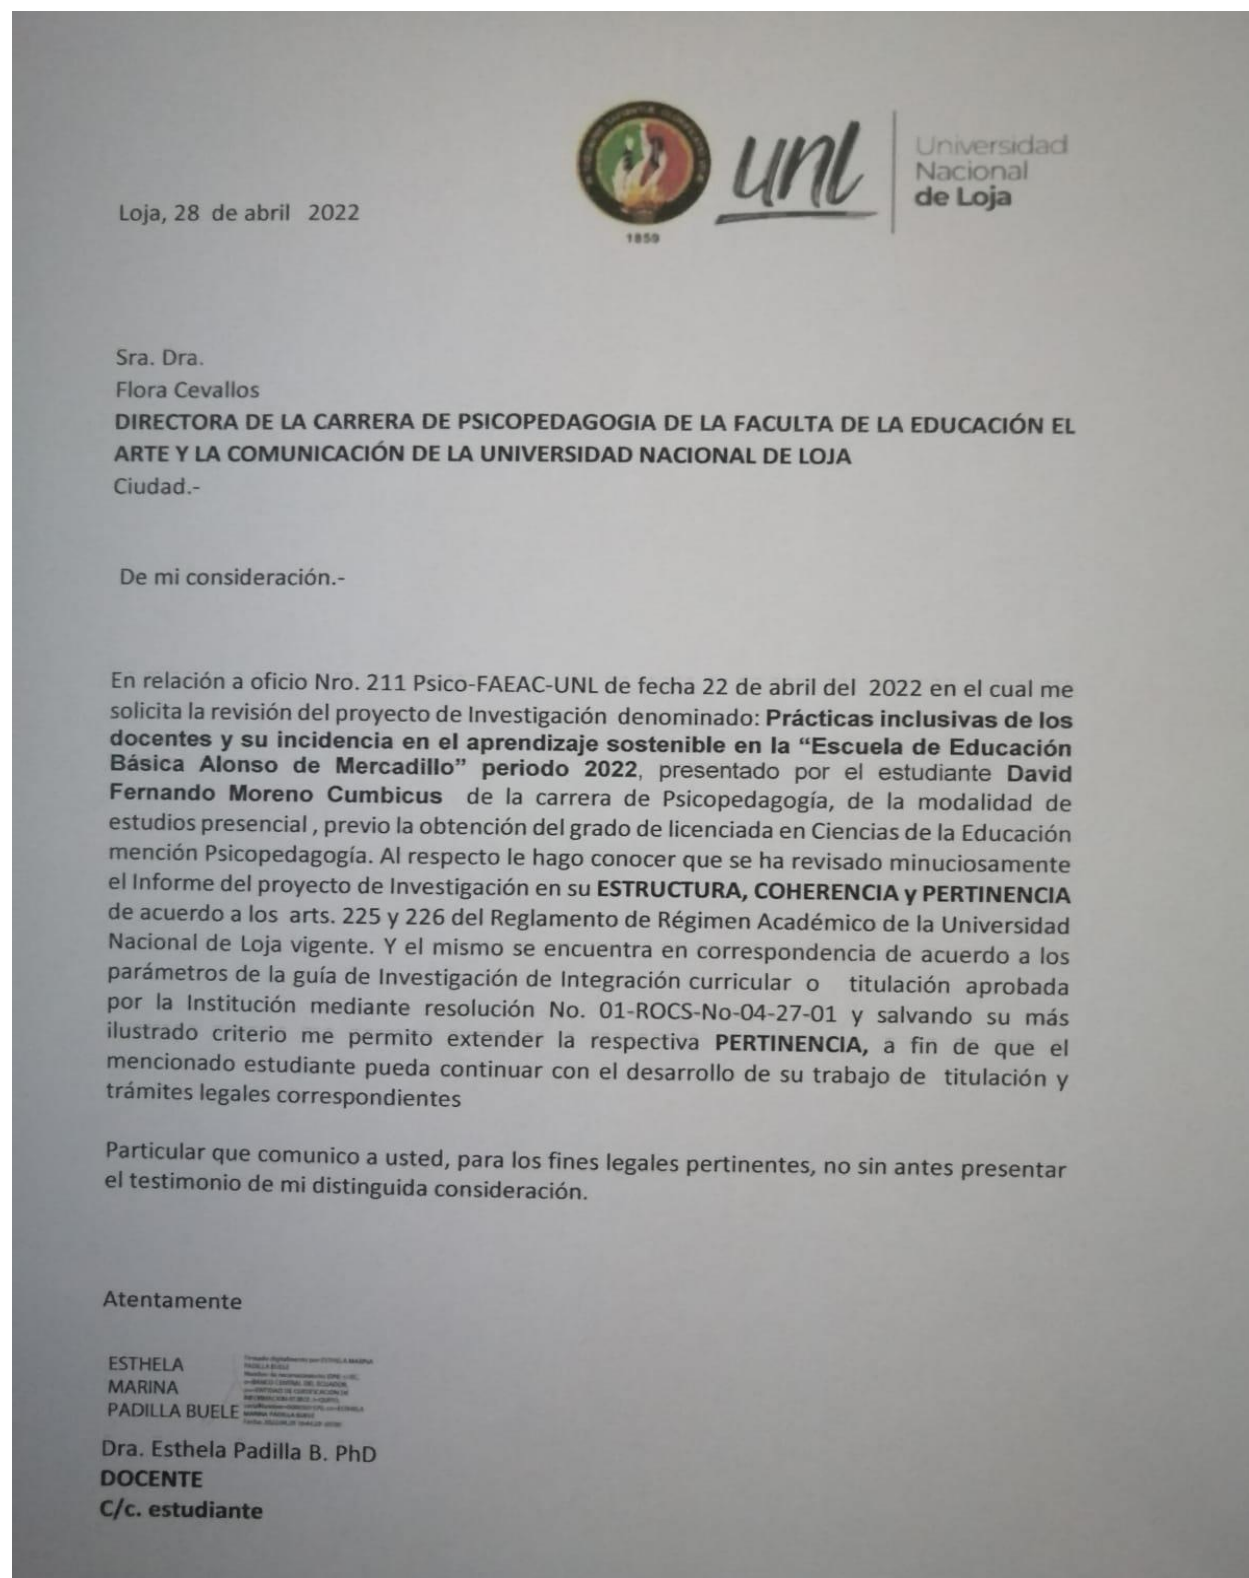 unl
Universidad
Nacional
de Loja
1859
Loja, 28 de abril 2022
Sra. Dra.
Flora Cevallos
DIRECTORA DE LA CARRERA DE PSICOPEDAGOGIA DE LA FACULTA DE LA EDUCACIÓN EL
ARTE Y LA COMUNICACIÓN DE LA UNIVERSIDAD NACIONAL DE LOJA
Ciudad.-
De mi consideración.-
En relación a oficio Nro. 211 Psico-FAEAC-UNL de fecha 22 de abril del 2022 en el cual me
solicita la revisión del proyecto de Investigación denominado: Prácticas inclusivas de los
docentes y su incidencia en el aprendizaje sostenible en la “Escuela de Educación
Básica Alonso de Mercadillo” periodo 2022, presentado por el estudiante David
Fernando Moreno Cumbicus de la carrera de Psicopedagogía, de la modalidad de
estudios presencial , previo la obtención del grado de licenciada en Ciencias de la Educación
mención Psicopedagogía. Al respecto le hago conocer que se ha revisado minuciosamente
el Informe del proyecto de Investigación en su ESTRUCTURA, COHERENCIA y PERTINENCIA
de acuerdo a los arts. 225 y 226 del Reglamento de Régimen Académico de la Universidad
Nacional de Loja vigente. Y el mismo se encuentra en correspondencia de acuerdo a los
parámetros de la guía de Investigación de Integración curricular o titulación aprobada
por la Institución mediante resolución No. 01-ROCS-No-04-27-01 y salvando su más
ilustrado criterio me permito extender la respectiva PERTINENCIA, a fin de que el
mencionado estudiante pueda continuar con el desarrollo de su trabajo de titulación y
trámites legales correspondientes
Particular que comunico a usted, para los fines legales pertinentes, no sin antes presentar
el testimonio de mi distinguida consideración.
Atentamente
ESTHELA
MARINA
PADILLA BUELE
Dra. Esthela Padilla B. PhD
DOCENTE
C/c. estudiante